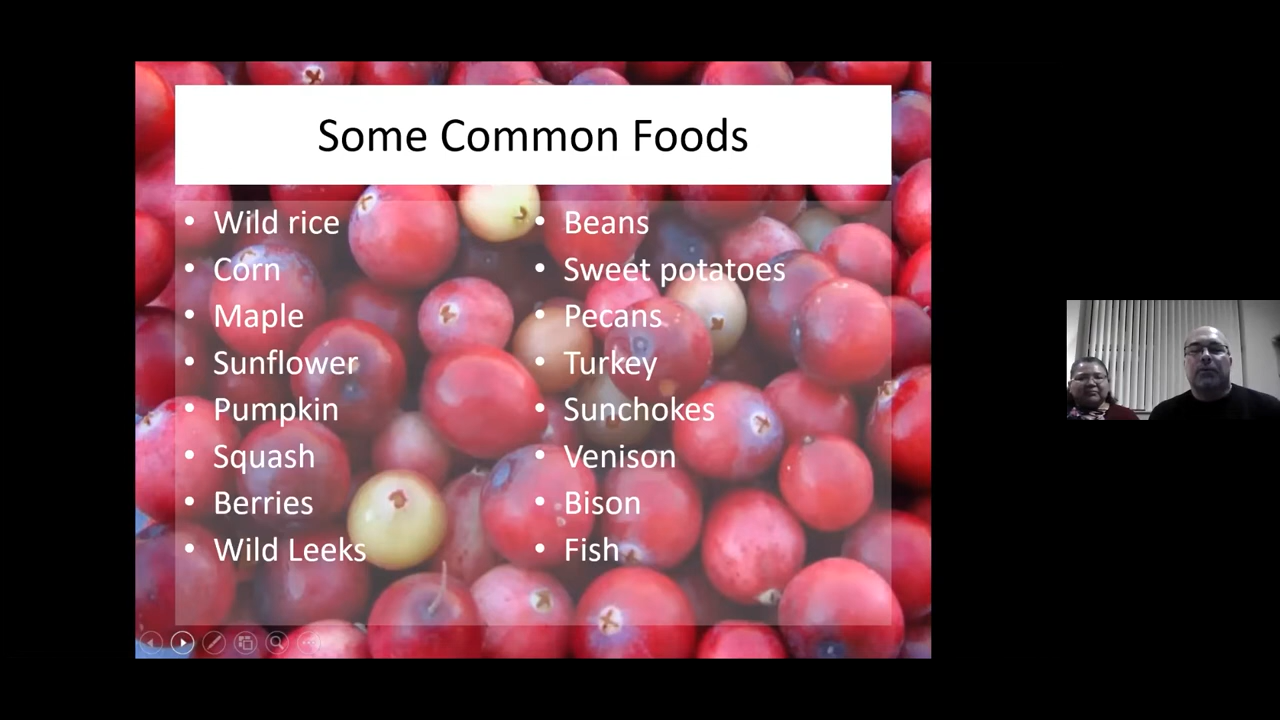 Some Common Foods
• Wild rice
• Corn
• Maple
• Sunflower
• Pumpkin
• Squash
• Berries
• Wild Leeks
• Beans
• Sweet potatoes
• Pecans
• Turkey
• Sunchokes
• Venison
• Bison
• Fish